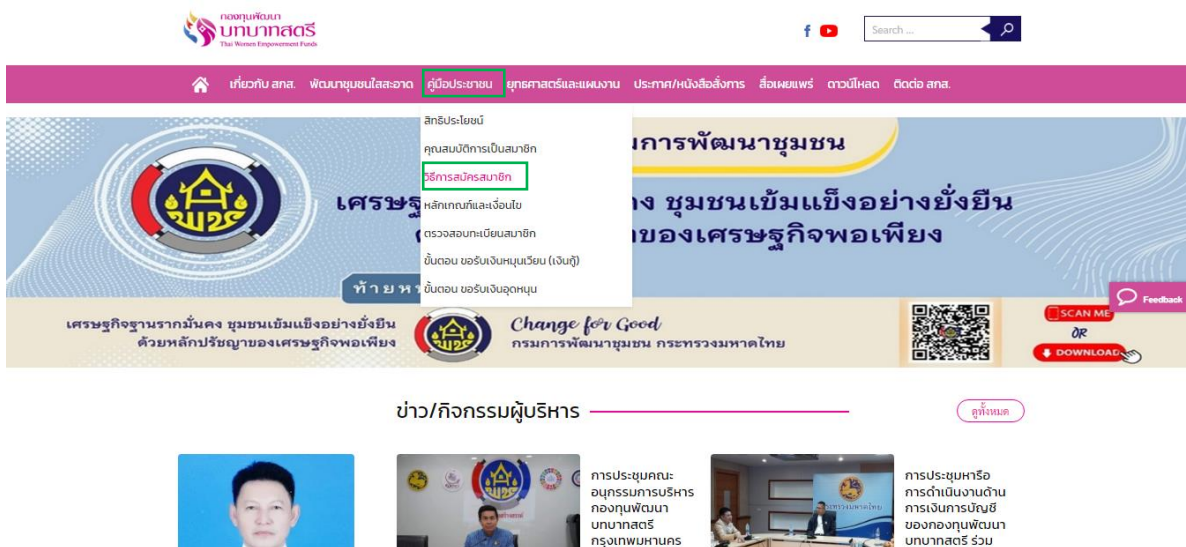 กองทุนพัฒนา
บทบาทสตรี
Thai Women Empowerment Funds
Search ...
เกี่ยวกับ สกส. พัฒนาชุมชนใสสะอาด คู่มือประชาชน ยุทธศาสตร์และแผนงาน ประกาศ/หนังสือสั่งการ สื่อเผยแพร่ ดาวน์โหลด ติดต่อ สกส.
สิทธิประโยชน์
คุณสมบัติการเป็นสมาชิก
วิธีการสมัครสมาชิก
หลักเกณฑ์และเงื่อนไข
ตรวจสอบทะเบียนสมาชิก
ขั้นตอน ขอรับเงินหมุนเวียน (เงินกู้)
ขั้นตอน ขอรับเงินอุดหนุน
การพัฒนาชุมชน
เศรษฐ
ชุมชนเข้มแข็งอย่างยั่งยืน
ของเศรษฐกิจพอเพียง
พช
Feedback
เศรษฐกิจฐานรากมั่นคง ชุมชนเข้มแข็งอย่างยั่งยืน
ด้วยหลักปรัชญาของเศรษฐกิจพอเพียง
Change for Good
กรมการพัฒนาชุมชน กระทรวงมหาดไทย
SCAN ME
OR
DOWNLOAD
ข่าว/กิจกรรมผู้บริหาร
ดูทั้งหมด
การประชุมคณะ
อนุกรรมการบริหาร
กองทุนพัฒนา
บทบาทสตรี
กรุงเทพมหานคร
การประชุมหารือ
การดำเนินงานด้าน
การเงินการบัญชี
ของกองทุนพัฒนา
บทบาทสตรี ร่วม